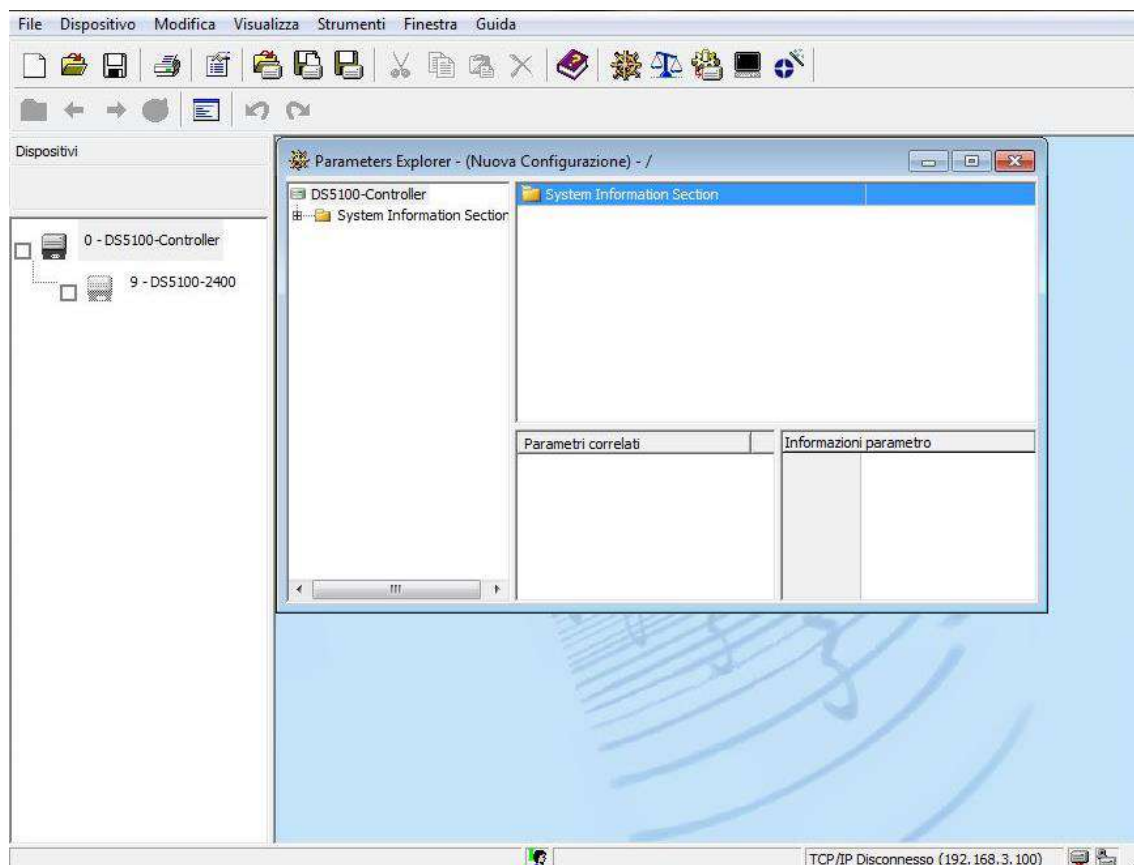 File Dispositivo Modifica Visualizza Strumenti Finestra Guida
Dispositivi
0 - DS5100-Controller
9 - DS5100-2400
Parameters Explorer - (Nuova Configurazione) - /
DS5100-Controller
System Information Section
System Information Section
Parametri correlati
Informazioni parametro
TCP/IP Disconnesso (192.168.3.100)